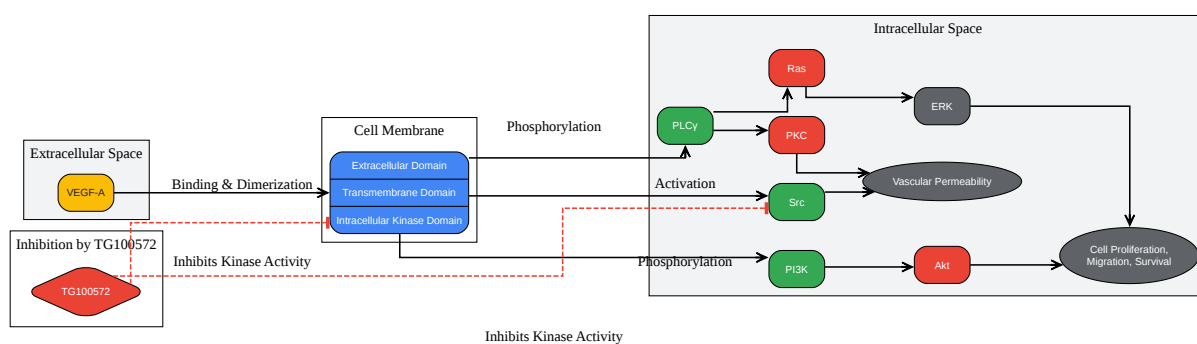 Intracellular Space
Ras
ERK
PLCγ
PKC
Phosphorylation
Cell Membrane
Extracellular Domain
Transmembrane Domain
Intracellular Kinase Domain
Extracellular Space
VEGF-A
Binding & Dimerization
Activation
Vascular Permeability
Src
Inhibition by TG100572
TG100572
Inhibits Kinase Activity
Phosphorylation
PI3K
Akt
Cell Proliferation,
Migration, Survival
Inhibits Kinase Activity